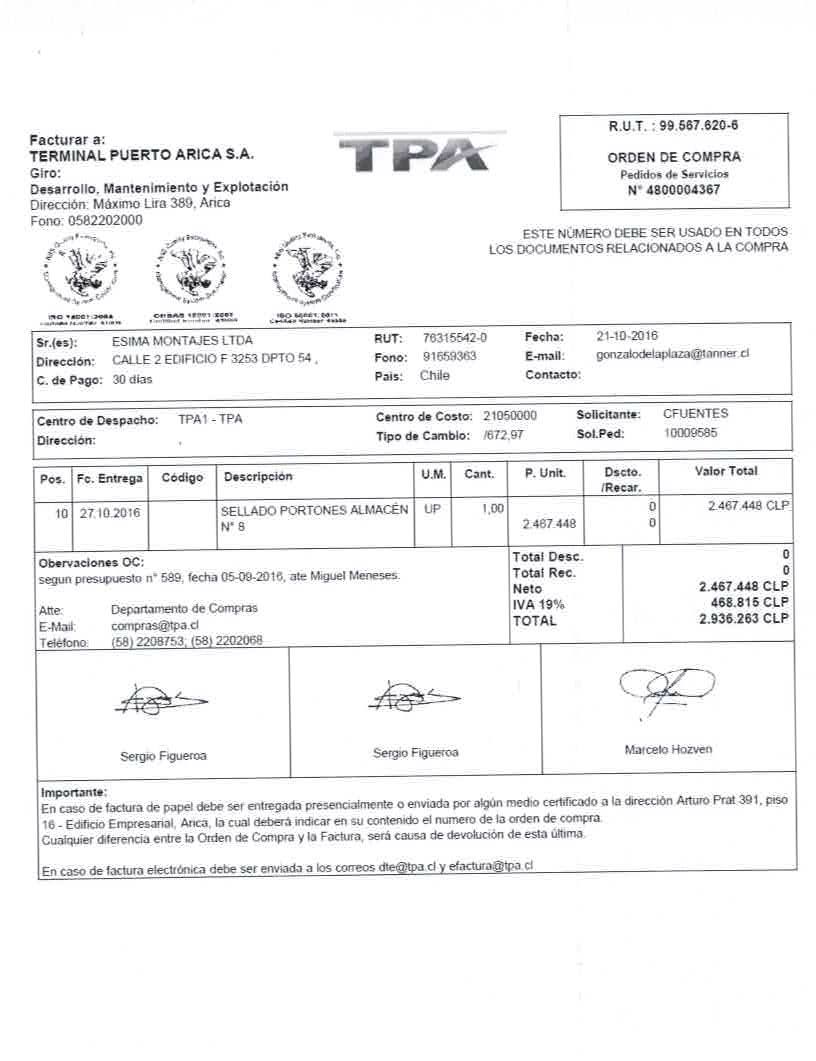 Facturar a:
TERMINAL PUERTO ARICA S.A.
Giro:
Desarrollo, Mantenimiento y Explotación
Dirección: Máximo Lira 389, Arica
Fono: 0582202000
TPA
R.U.T. : 99.567.620-6
ORDEN DE COMPRA
Pedidos de Servicios
N° 4800004367
ESTE NÚMERO DEBE SER USADO EN TODOS
LOS DOCUMENTOS RELACIONADOS A LA COMPRA
Sr.(es): ESIMA MONTAJES LTDA RUT: 76315542-0 Fecha: 21-10-2016
Dirección: CALLE 2 EDIFICIO F 3253 DPTO 54 , Fono: 91659363 E-mail: gonzalodelaplaza@tanner.cl
C. de Pago: 30 días Pais: Chile Contacto:
Centro de Despacho: TPA1 - TPA Centro de Costo: 21050000 Solicitante: CFUENTES
Dirección: , Tipo de Cambio: /672,97 Sol.Ped: 10009585
Pos. Fc. Entrega Código Descripción U.M. Cant. P. Unit. Dscto. /Recar. Valor Total
10 27.10.2016 SELLADO PORTONES ALMACÉN UP 1,00 0 2.467.448 CLP
N° 8 2.467.448 0
Obervaciones OC:
segun presupuesto n° 589, fecha 05-09-2016, ate Miguel Meneses.
Atte: Departamento de Compras
E-Mail: compras@tpa.cl
Teléfono: (58) 2208753; (58) 2202068
Total Desc. 0
Total Rec. 0
Neto 2.467.448 CLP
IVA 19% 468.815 CLP
TOTAL 2.936.263 CLP
Sergio Figueroa Sergio Figueroa Marcelo Hozven
Importante:
En caso de factura de papel debe ser entregada presencialmente o enviada por algún medio certificado a la dirección Arturo Prat 391, piso
16 - Edificio Empresarial, Arica, la cual deberá indicar en su contenido el numero de la orden de compra.
Cualquier diferencia entre la Orden de Compra y la Factura, será causa de devolución de esta última.
En caso de factura electrónica debe ser enviada a los correos dte@tpa.cl y efactura@tpa.cl